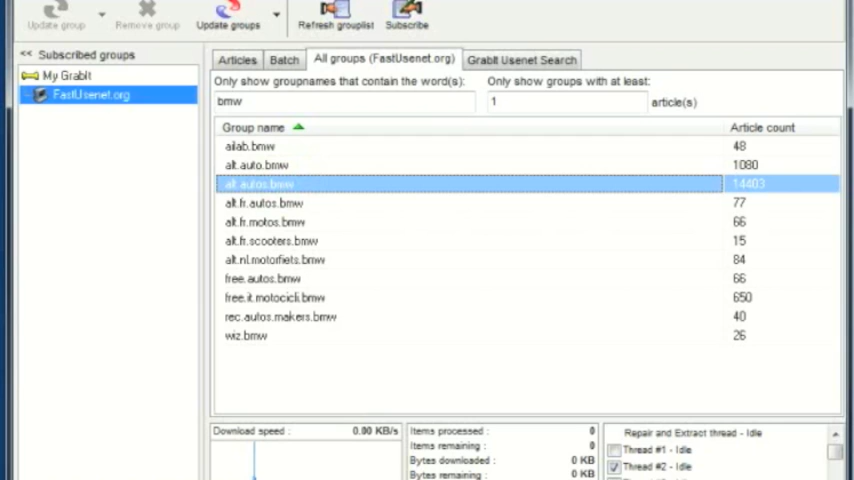 Update group Remove group Update groups Refresh grouplist Subscribe
<< Subscribed groups
My GrabIt
FastUsenet.org
Articles Batch All groups (FastUsenet.org) GrabIt Usenet Search
Only show groupnames that contain the word(s): Only show groups with at least:
bmw 1 article(s)
Group name Article count
ailab.bmw 48
alt.auto.bmw 1080
alt.autos.bmw 14403
alt.fr.autos.bmw 77
alt.fr.motos.bmw 66
alt.fr.scooters.bmw 15
alt.nl.motorfiets.bmw 84
free.autos.bmw 66
free.it.motocicli.bmw 650
rec.autos.makers.bmw 40
wiz.bmw 26
Download speed : 0.00 KB/s Items processed : 0 Repair and Extract thread - Idle
Items remaining : 0 Thread #1 - Idle
Bytes downloaded : 0 KB Thread #2 - Idle
Bytes remaining : 0 KB